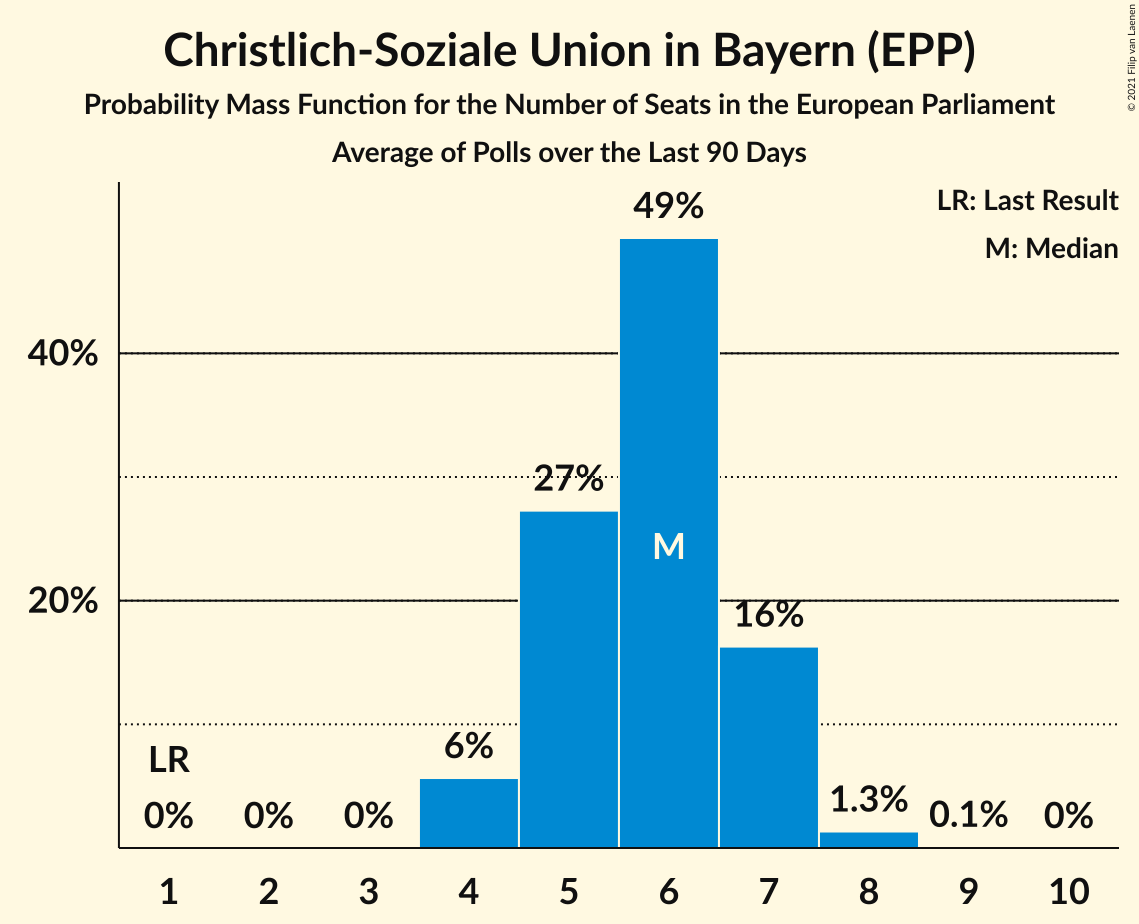 Christlich-Soziale Union in Bayern (EPP)
Probability Mass Function for the Number of Seats in the European Parliament
Average of Polls over the Last 90 Days
© 2021 Filip van Laenen
LR: Last Result
M: Median
49%
40%
27%
M
20%
16%
LR
6%
0% 0% 0% 1.3% 0.1% 0%
1 2 3 4 5 6 7 8 9 10